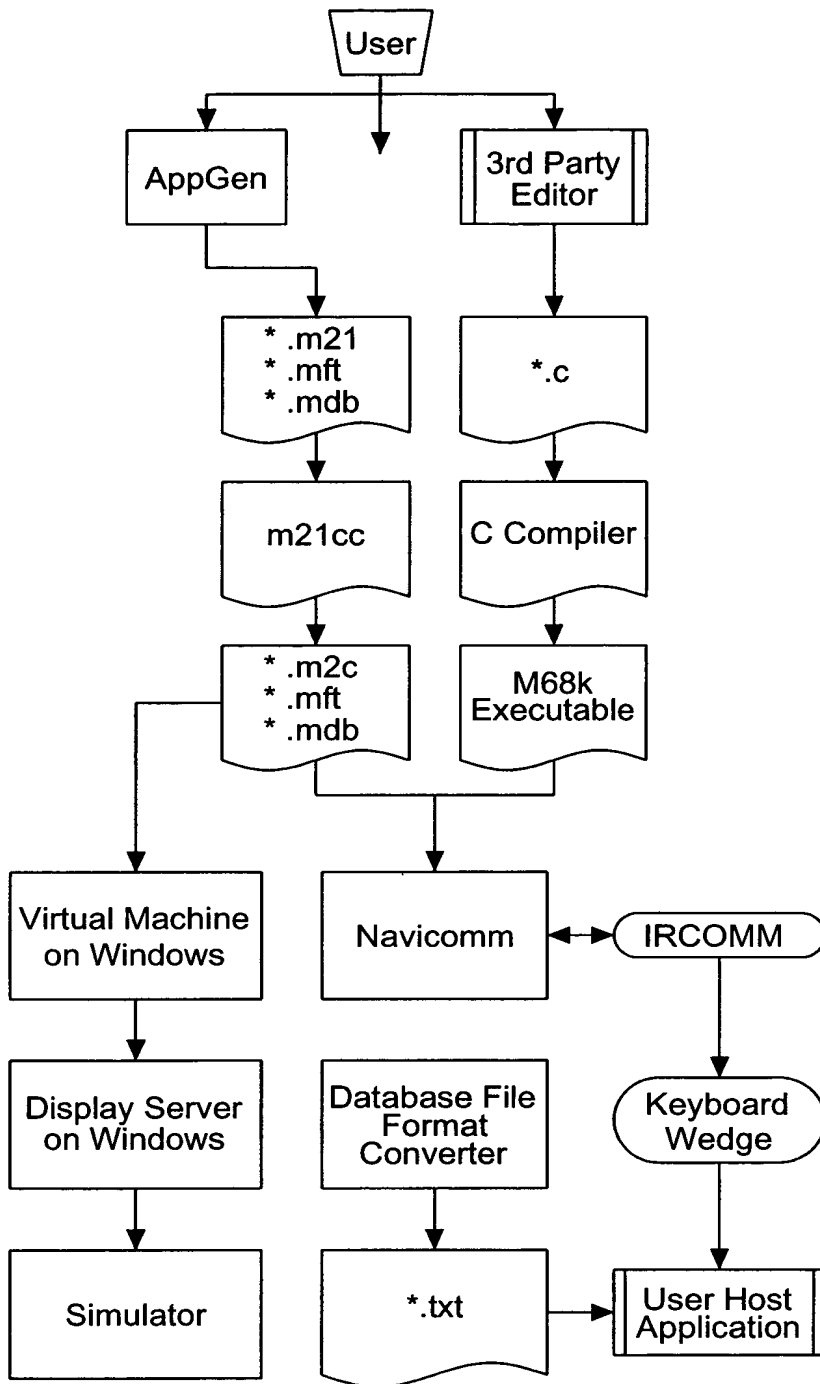 User
AppGen
3rd Party
Editor
* .m21
* .mft
* .mdb
*.c
m21cc
C Compiler
* .m2c
* .mft
* .mdb
M68k
Executable
Virtual Machine
on Windows
Navicomm
IRCOMM
Display Server
on Windows
Database File
Format
Converter
Keyboard
Wedge
Simulator
*.txt
User Host
Application